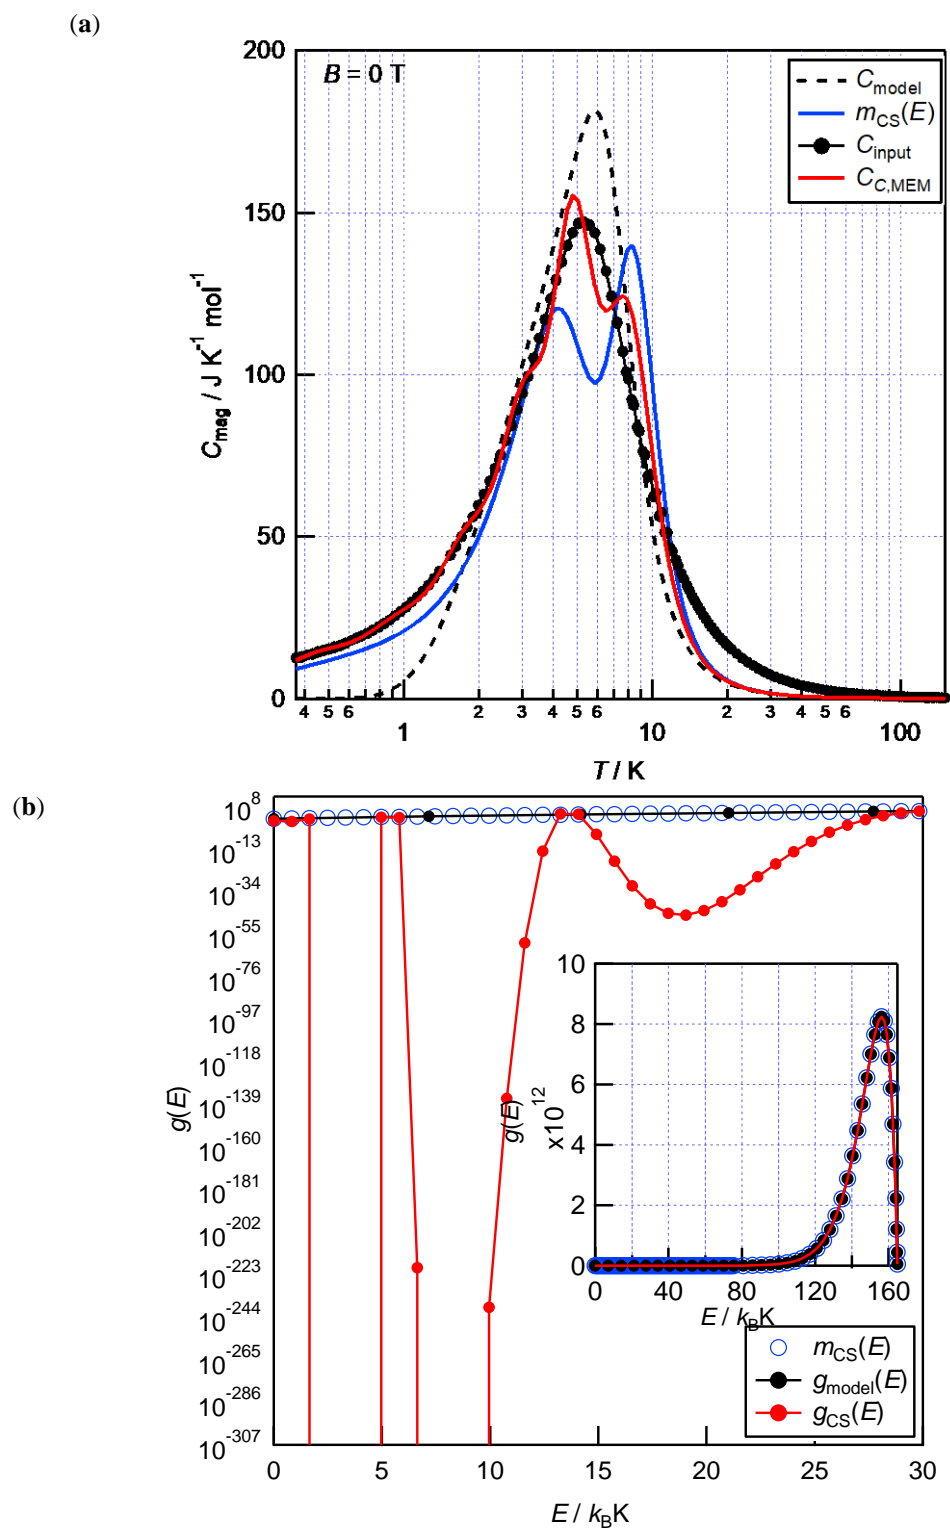 (a)
200
150
100
50
0
C_mag / J K^-1 mol^-1
B = 0 T
C_model
m_CS(E)
C_input
C_C,MEM
4 5 6 1 2 3 4 5 6 10 2 3 4 5 6 100
T / K
(b)
10^8
10^-13
10^-34
10^-55
10^-76
10^-97
10^-118
10^-139
10^-160
10^-181
10^-202
10^-223
10^-244
10^-265
10^-286
10^-307
g(E)
10
8
6
4
2
0
g(E)
x10^12
0 40 80 120 160
E / k_BK
m_CS(E)
g_model(E)
g_CS(E)
0 5 10 15 20 25 30
E / k_BK